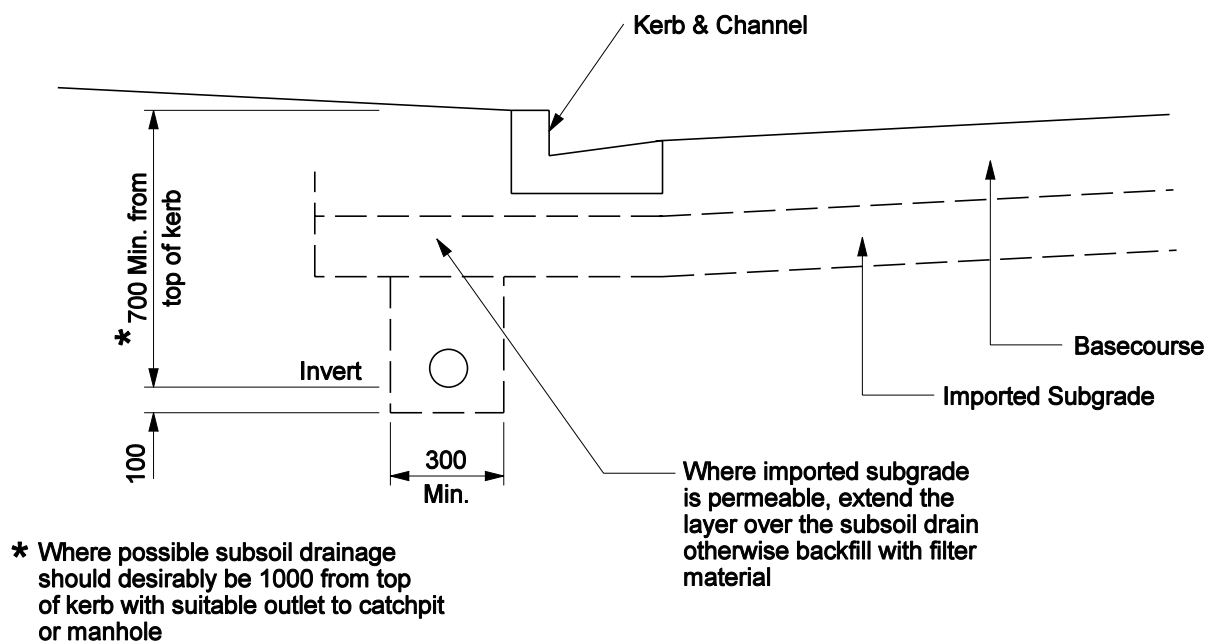 Kerb & Channel
* 700 Min. from
top of kerb
Invert
Basecourse
Imported Subgrade
100
300
Min.
Where imported subgrade
is permeable, extend the
layer over the subsoil drain
otherwise backfill with filter
material
* Where possible subsoil drainage
should desirably be 1000 from top
of kerb with suitable outlet to catchpit
or manhole